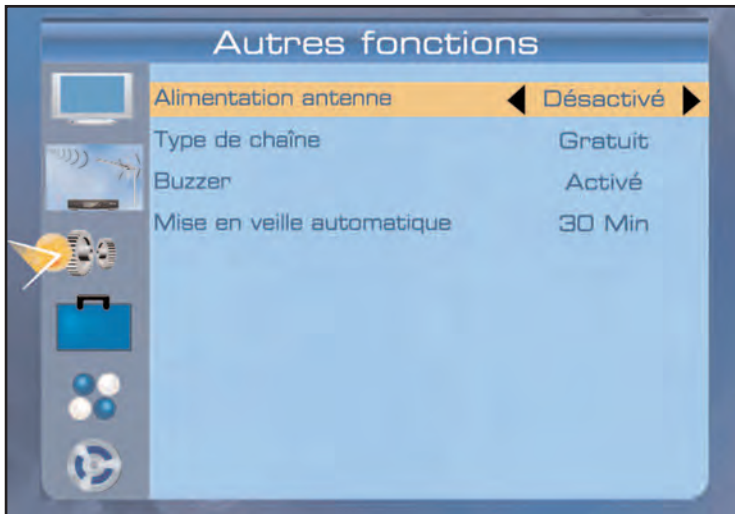 Autres fonctions
Alimentation antenne Désactivé
Type de chaîne Gratuit
Buzzer Activé
Mise en veille automatique 30 Min